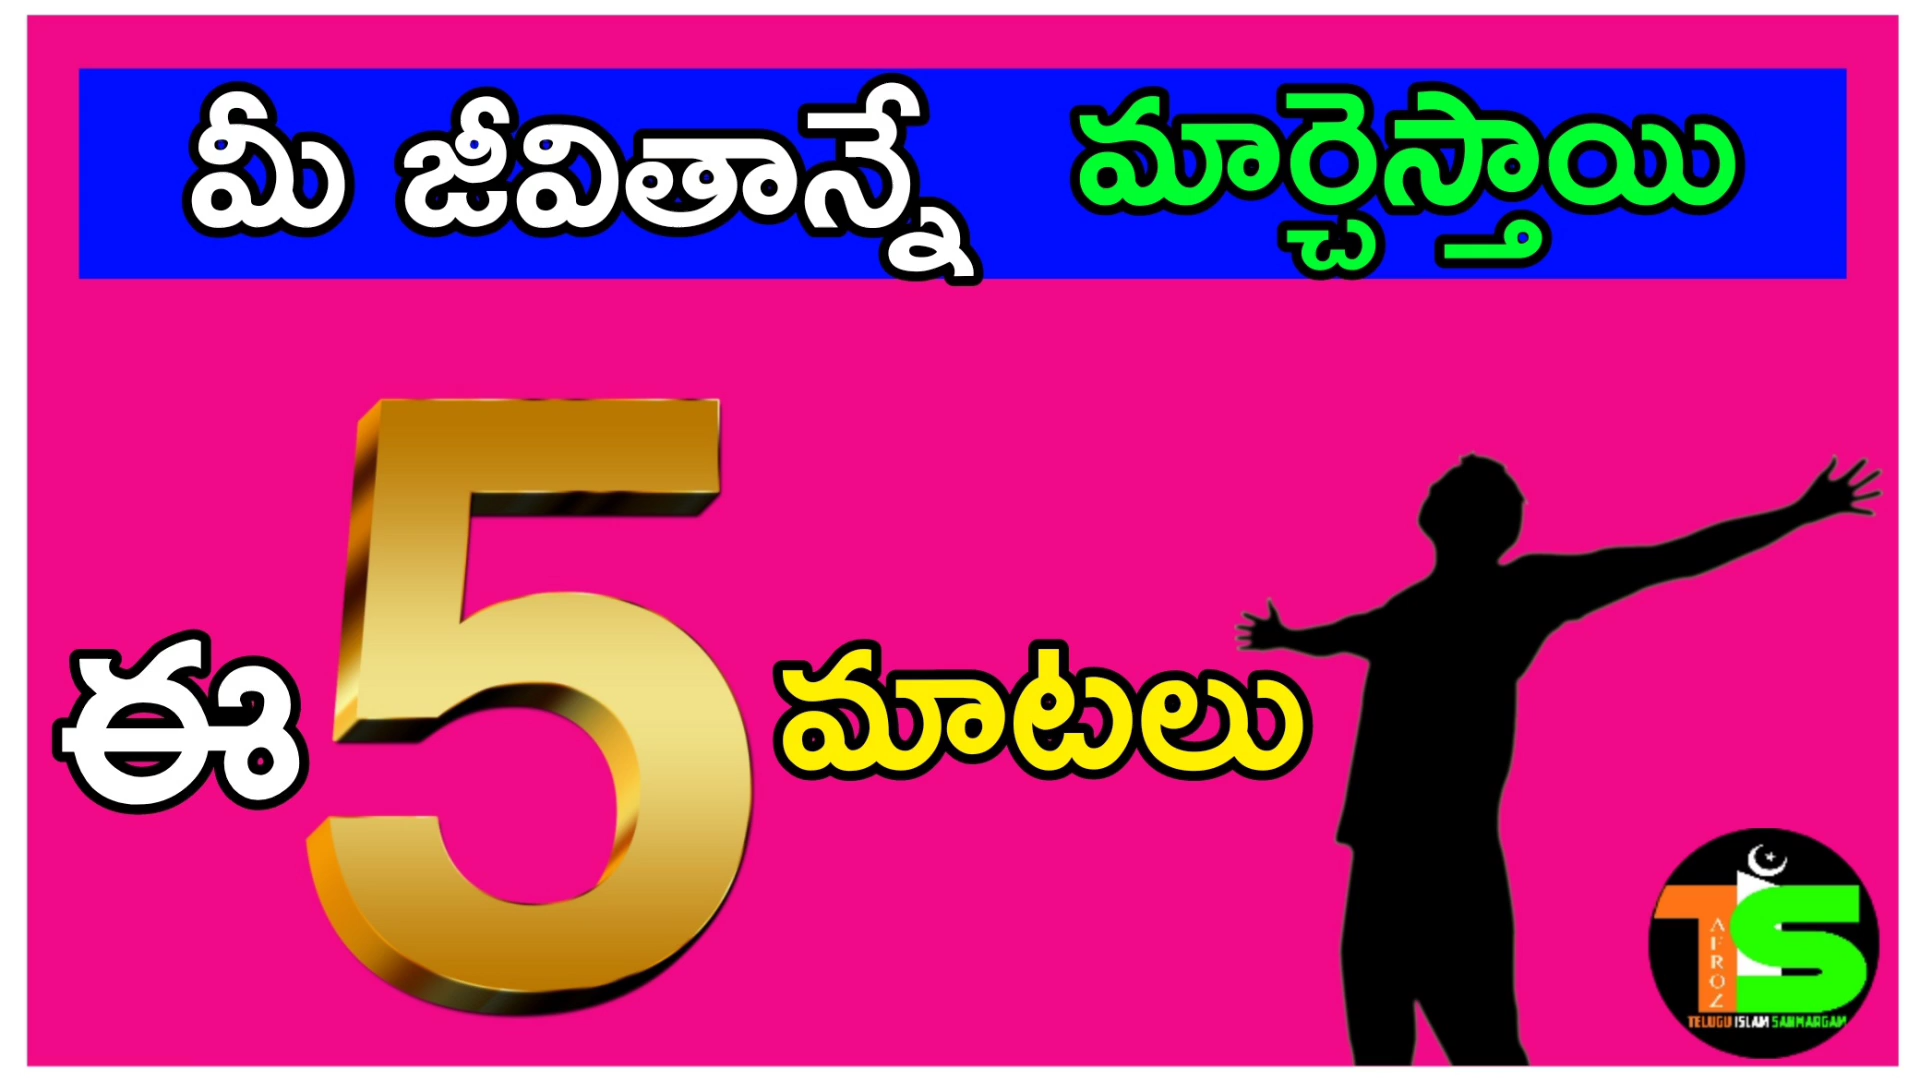 మీ జీవితాన్నే మార్చెస్తాయి
ఈ 5 మాటలు
TS
AFROZ
TELUGU ISLAM SANMARGAM